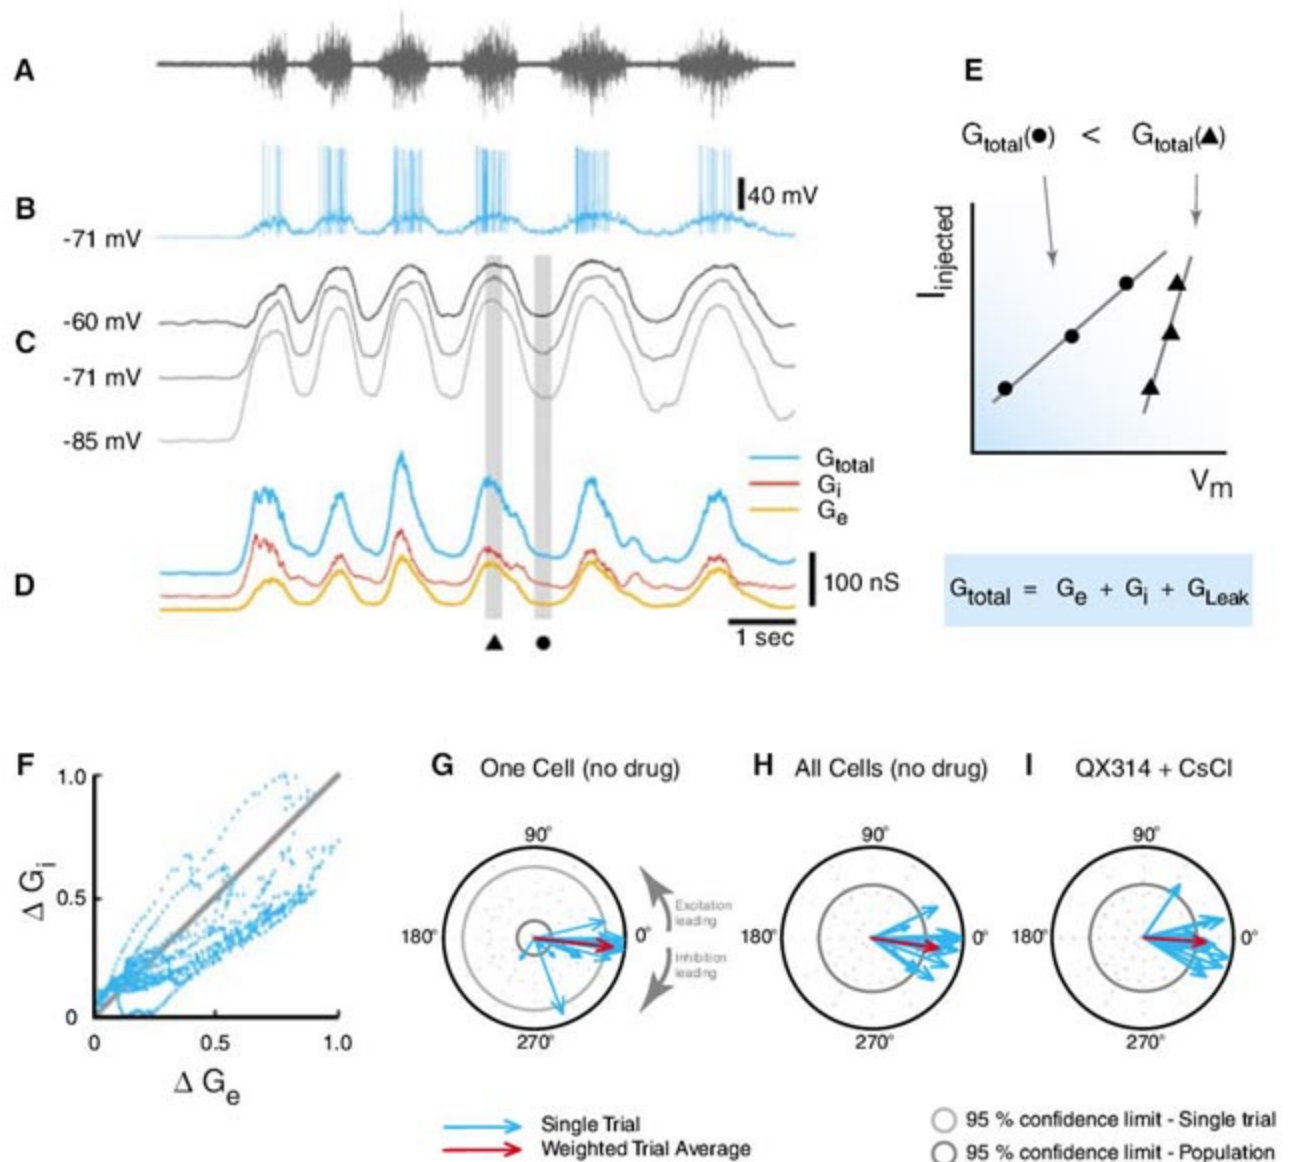 A
B
40 mV
-71 mV
C
-60 mV
-71 mV
-85 mV
D
Gtotal
Gi
Ge
100 nS
1 sec
▲ ●
E
Gtotal(●) < Gtotal(▲)
Iinjected
Vm
Gtotal = Ge + Gi + GLeak
F
1.0
0.5
0
0 0.5 1.0
Δ Gi
Δ Ge
G One Cell (no drug)
90°
180°
0°
270°
Excitation
leading
Inhibition
leading
H All Cells (no drug)
90°
180°
0°
270°
I QX314 + CsCl
90°
180°
0°
270°
Single Trial
Weighted Trial Average
95 % confidence limit - Single trial
95 % confidence limit - Population